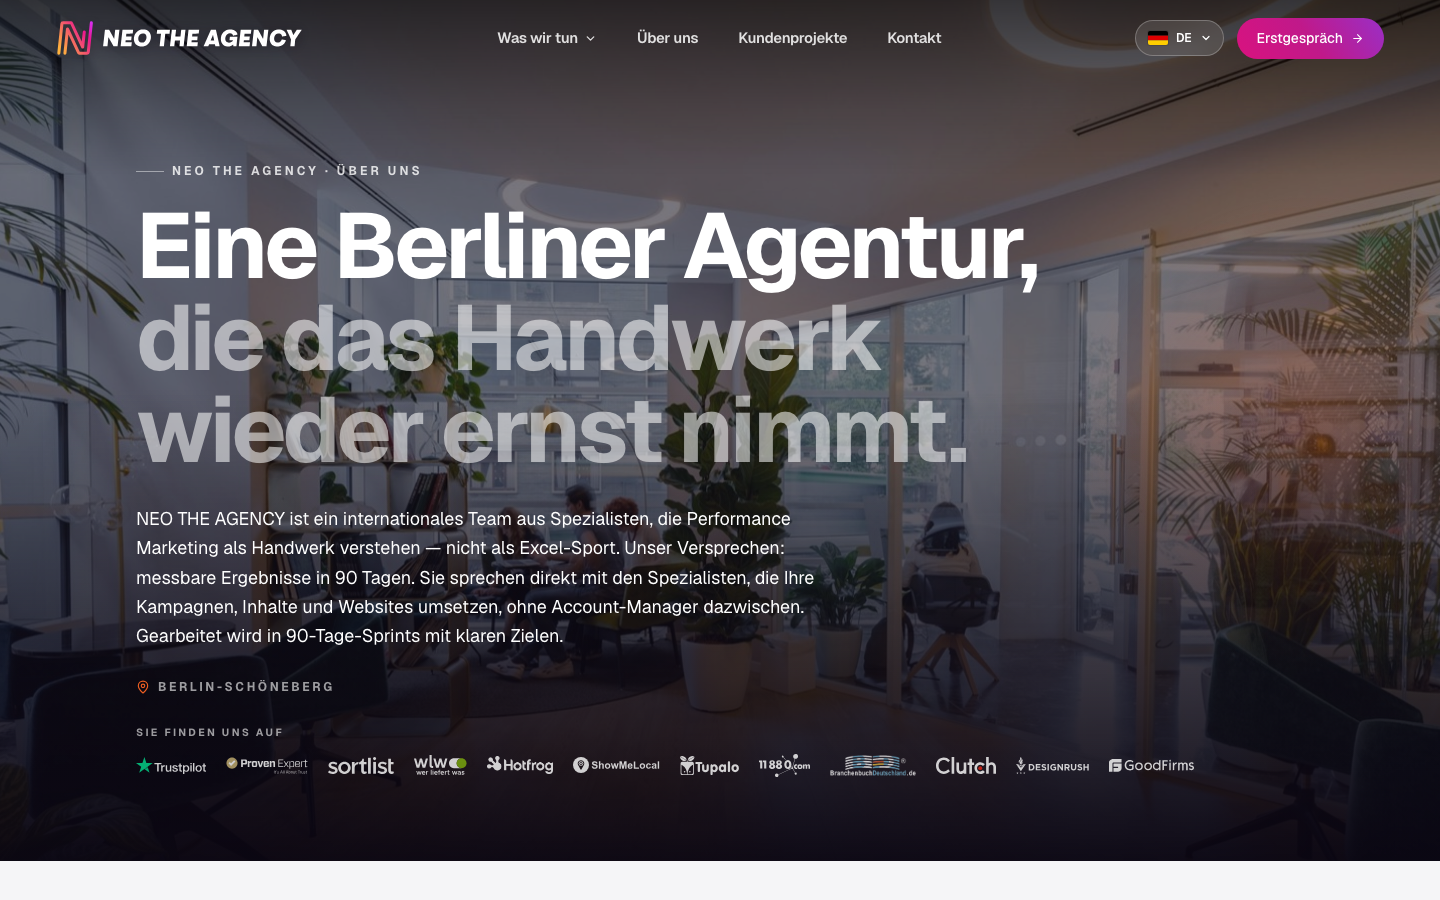 NEO THE AGENCY
Was wir tun
Über uns
Kundenprojekte
Kontakt
DE
Erstgespräch
NEO THE AGENCY · ÜBER UNS
Eine Berliner Agentur,
die das Handwerk
wieder ernst nimmt.
NEO THE AGENCY ist ein internationales Team aus Spezialisten, die Performance
Marketing als Handwerk verstehen — nicht als Excel-Sport. Unser Versprechen:
messbare Ergebnisse in 90 Tagen. Sie sprechen direkt mit den Spezialisten, die Ihre
Kampagnen, Inhalte und Websites umsetzen, ohne Account-Manager dazwischen.
Gearbeitet wird in 90-Tage-Sprints mit klaren Zielen.
BERLIN-SCHÖNEBERG
SIE FINDEN UNS AUF
Trustpilot
ProvenExpert
sortlist
wlw
wer liefert was
Hotfrog
ShowMeLocal
Tupalo
11880.com
BranchenbuchDeutschland.de
Clutch
DESIGNRUSH
GoodFirms